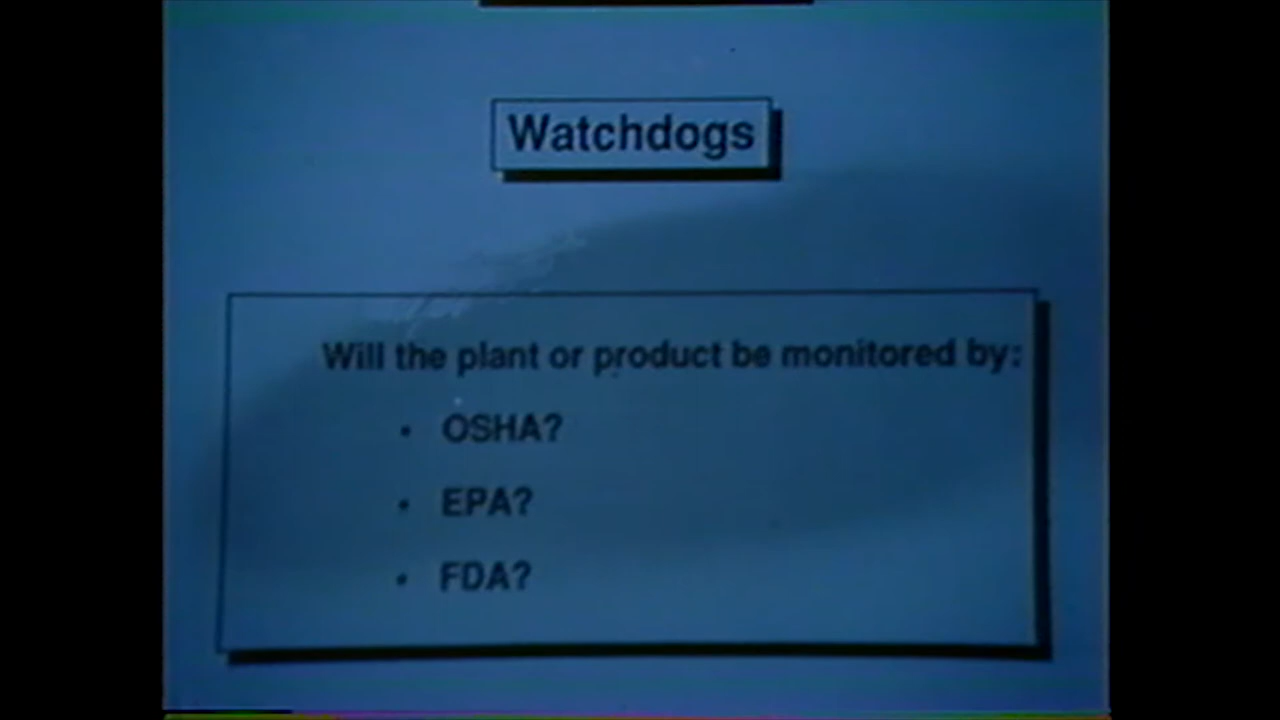 Watchdogs
Will the plant or product be monitored by:
• OSHA?
• EPA?
• FDA?